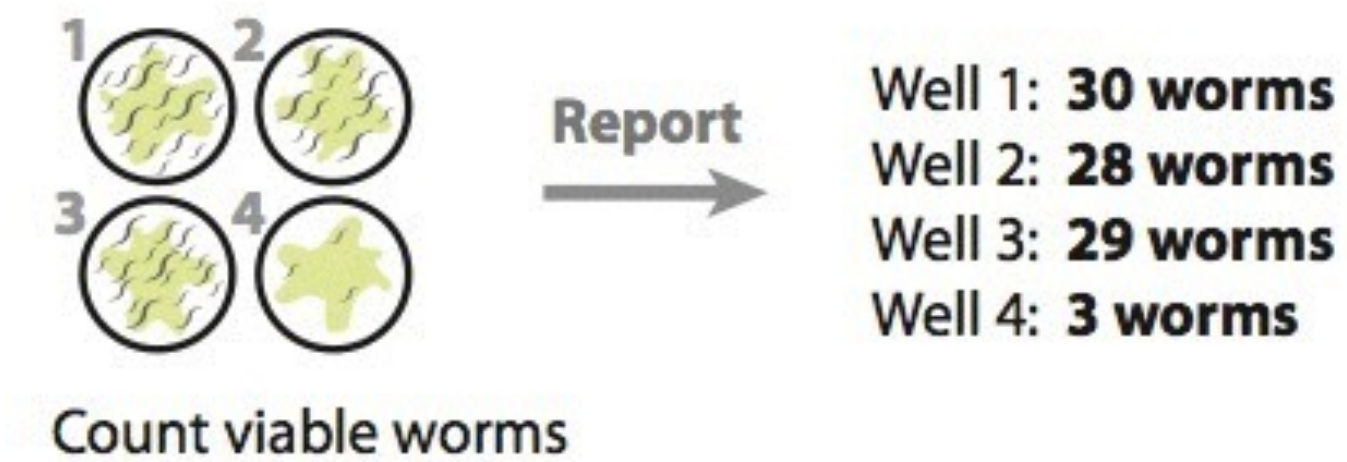 1
2
3
4
Report
Well 1: 30 worms
Well 2: 28 worms
Well 3: 29 worms
Well 4: 3 worms
Count viable worms